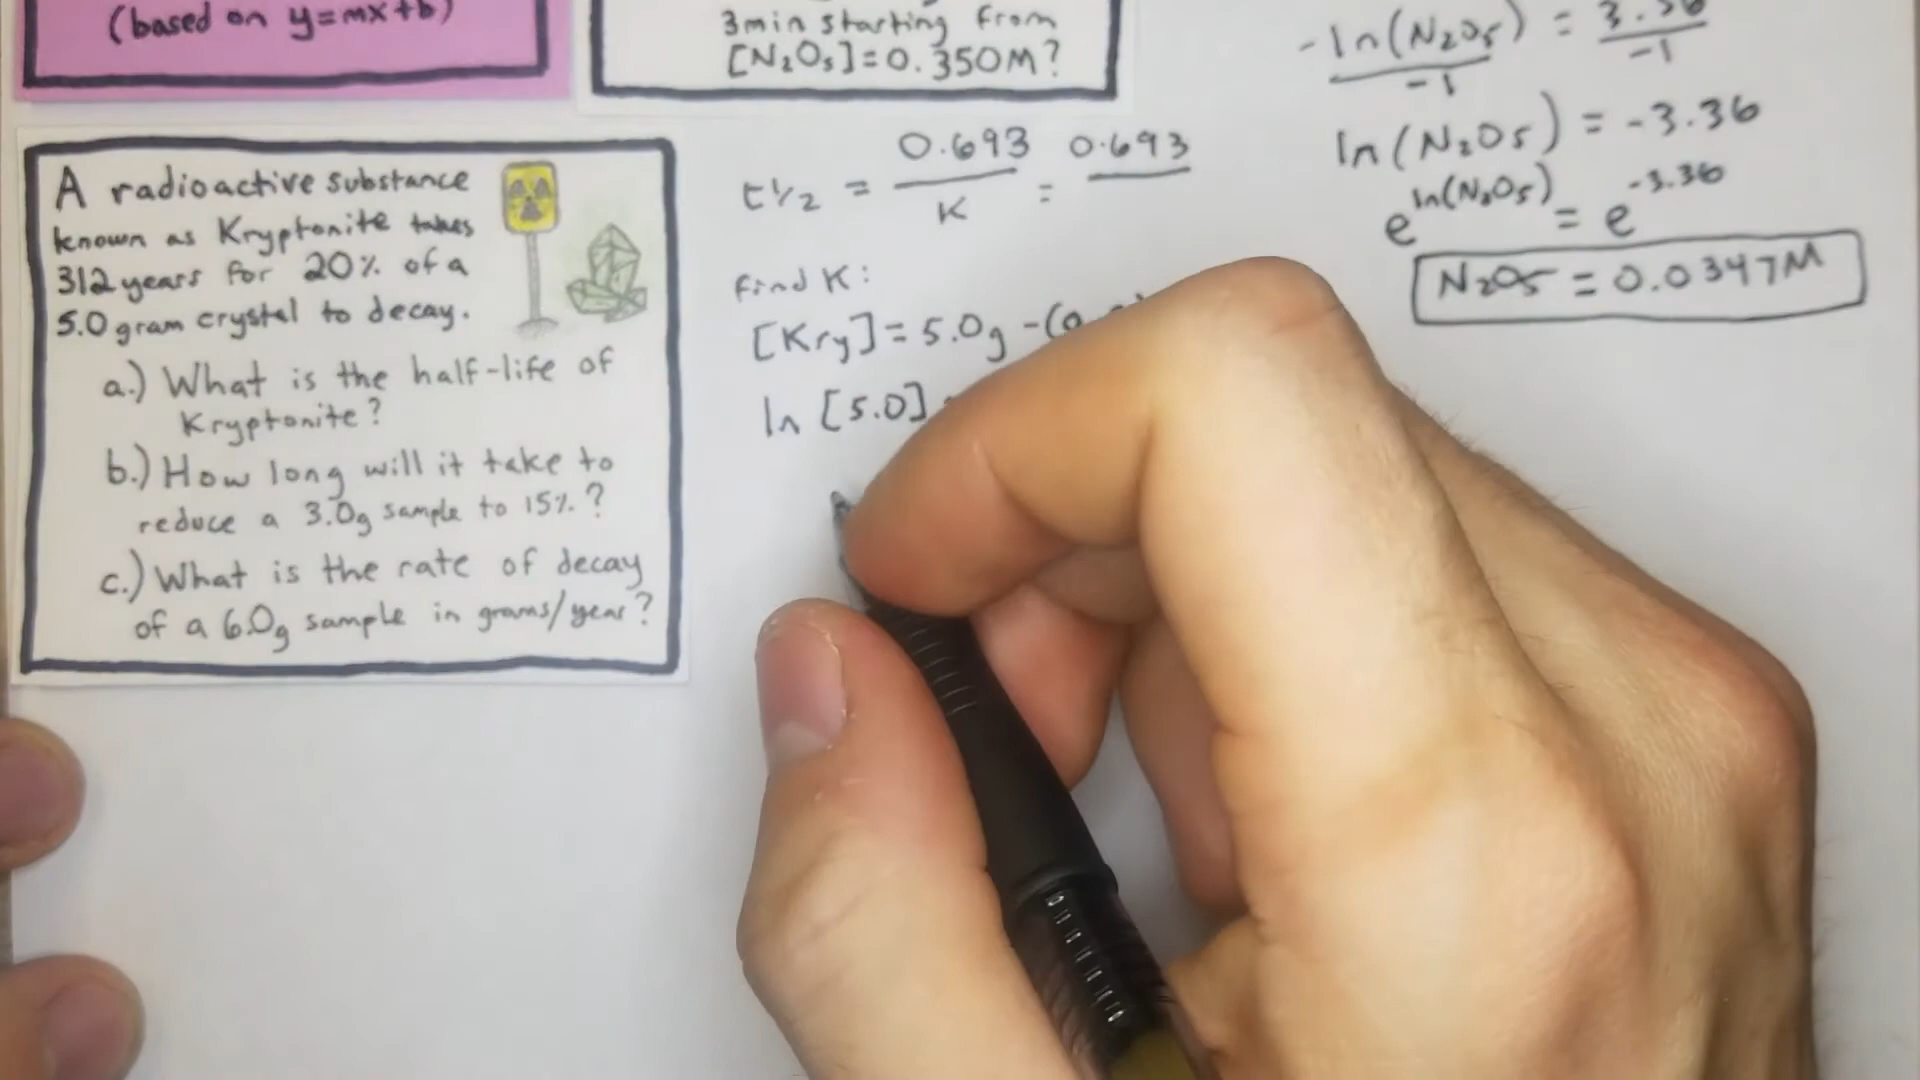 (based on y=mx+b)
3min starting from
[N₂O₅]=0.350M?
A radioactive substance
known as Kryptonite takes
312 years for 20% of a
5.0 gram crystal to decay.
a.) What is the half-life of
Kryptonite?
b.) How long will it take to
reduce a 3.0g sample to 15%?
c.) What is the rate of decay
of a 6.0g sample in grams/year?
t½ = 0.693/K = 0.693
find K:
[Kry] = 5.0g -(0
ln [5.0]
-ln(N₂O₅)/-1 = 3.36/-1
ln(N₂O₅) = -3.36
e^ln(N₂O₅) = e^-3.36
N₂O₅ = 0.0347M